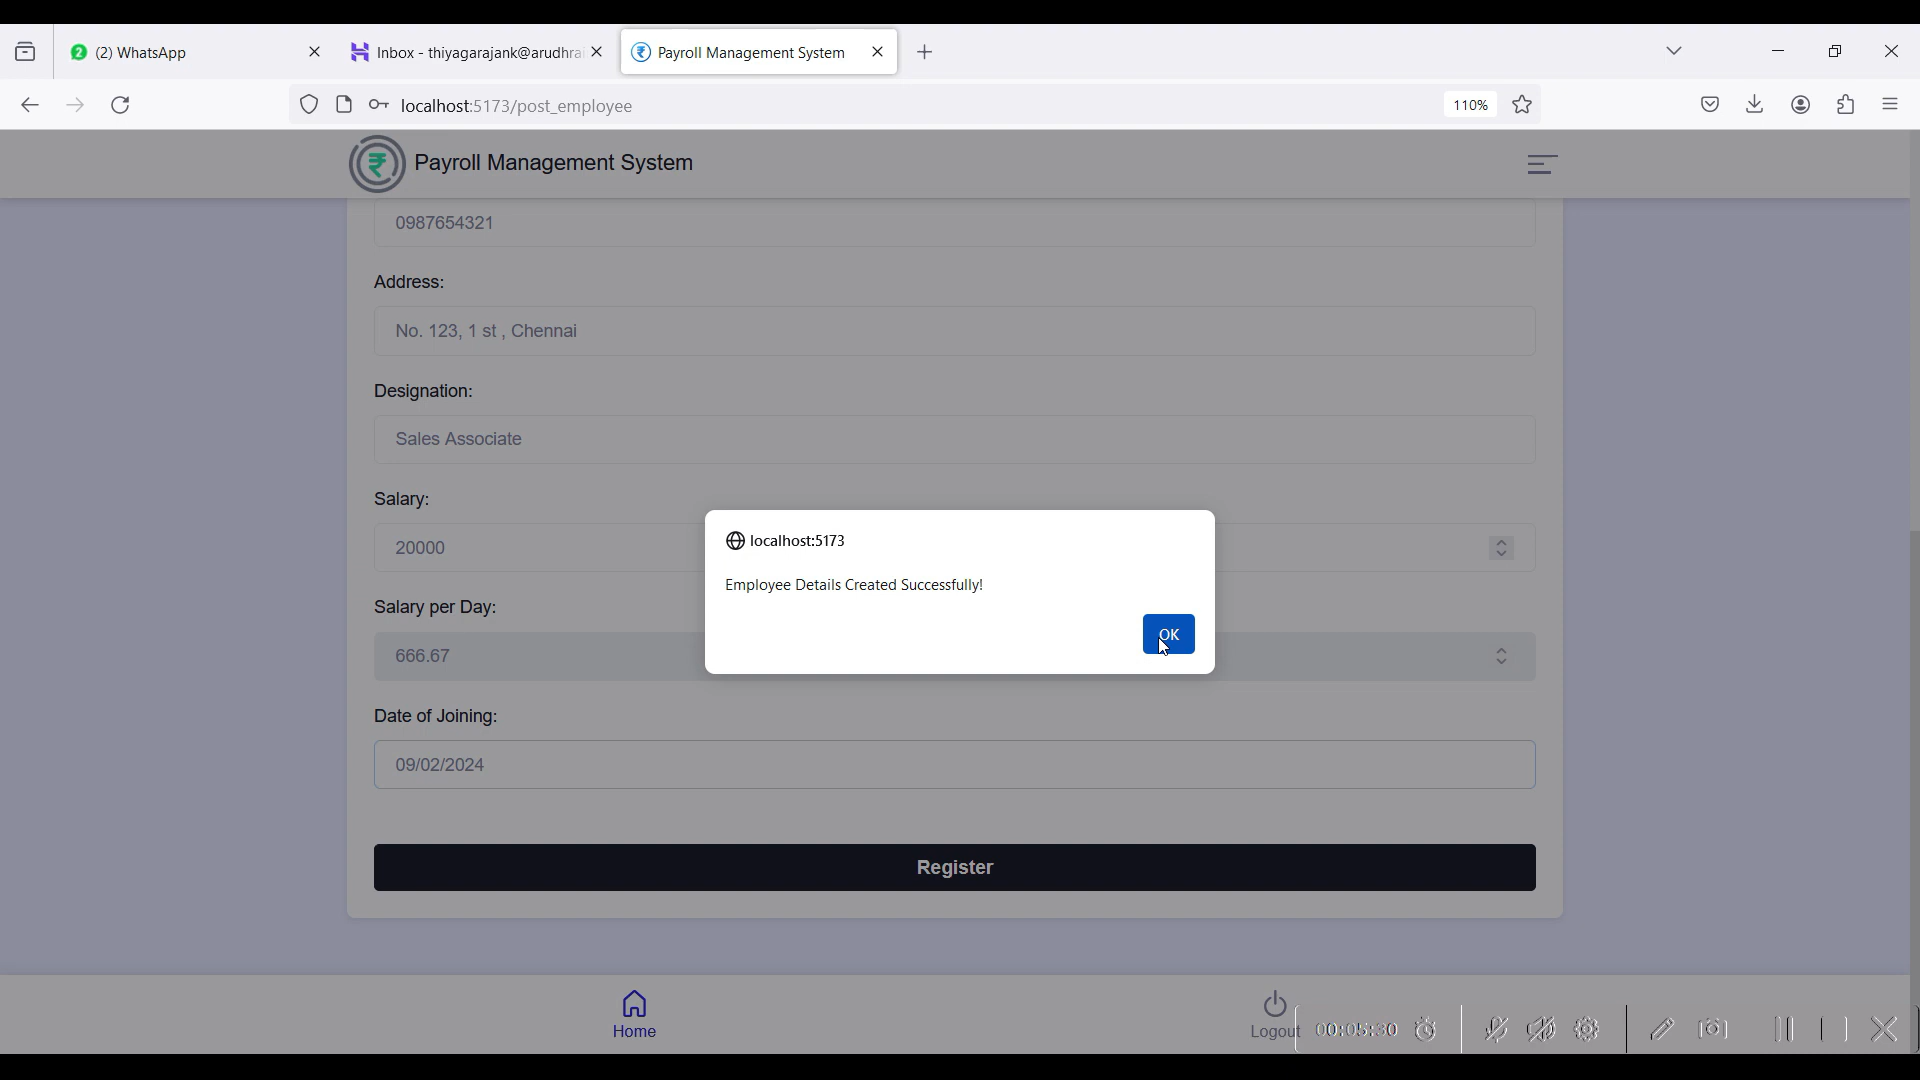 (2) WhatsApp
Inbox - thiyagarajank@arudhrai
Payroll Management System
localhost:5173/post_employee
110%
Payroll Management System
0987654321
Address:
No. 123, 1 st , Chennai
Designation:
Sales Associate
Salary:
20000
localhost:5173
Employee Details Created Successfully!
OK
Salary per Day:
666.67
Date of Joining:
09/02/2024
Register
Home
Logout
00:05:30